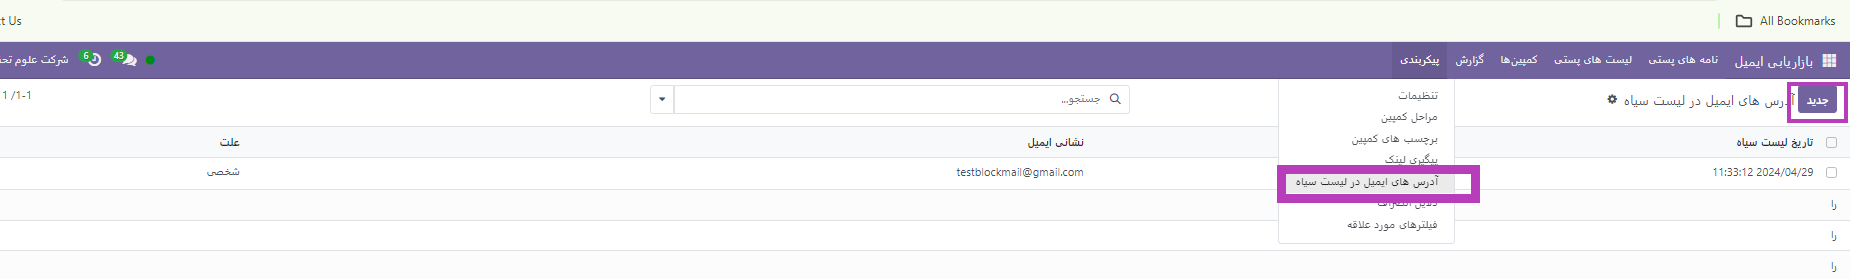 t Us
All Bookmarks
بازاریابی ایمیل نامه های پستی لیست های پستی کمپین‌ها گزارش پیکربندی 43 6 شرکت علوم
جدید آدرس های ایمیل در لیست سیاه جستجو... 1-1 / 1
تنظیمات
مراحل کمپین
برچسب های کمپین
پیگیری لینک
آدرس های ایمیل در لیست سیاه
دلایل انصراف
فیلترهای مورد علاقه
تاریخ لیست سیاه نشانی ایمیل علت
2024/04/29 11:33:12 testblockmail@gmail.com شخصی
را
را
را